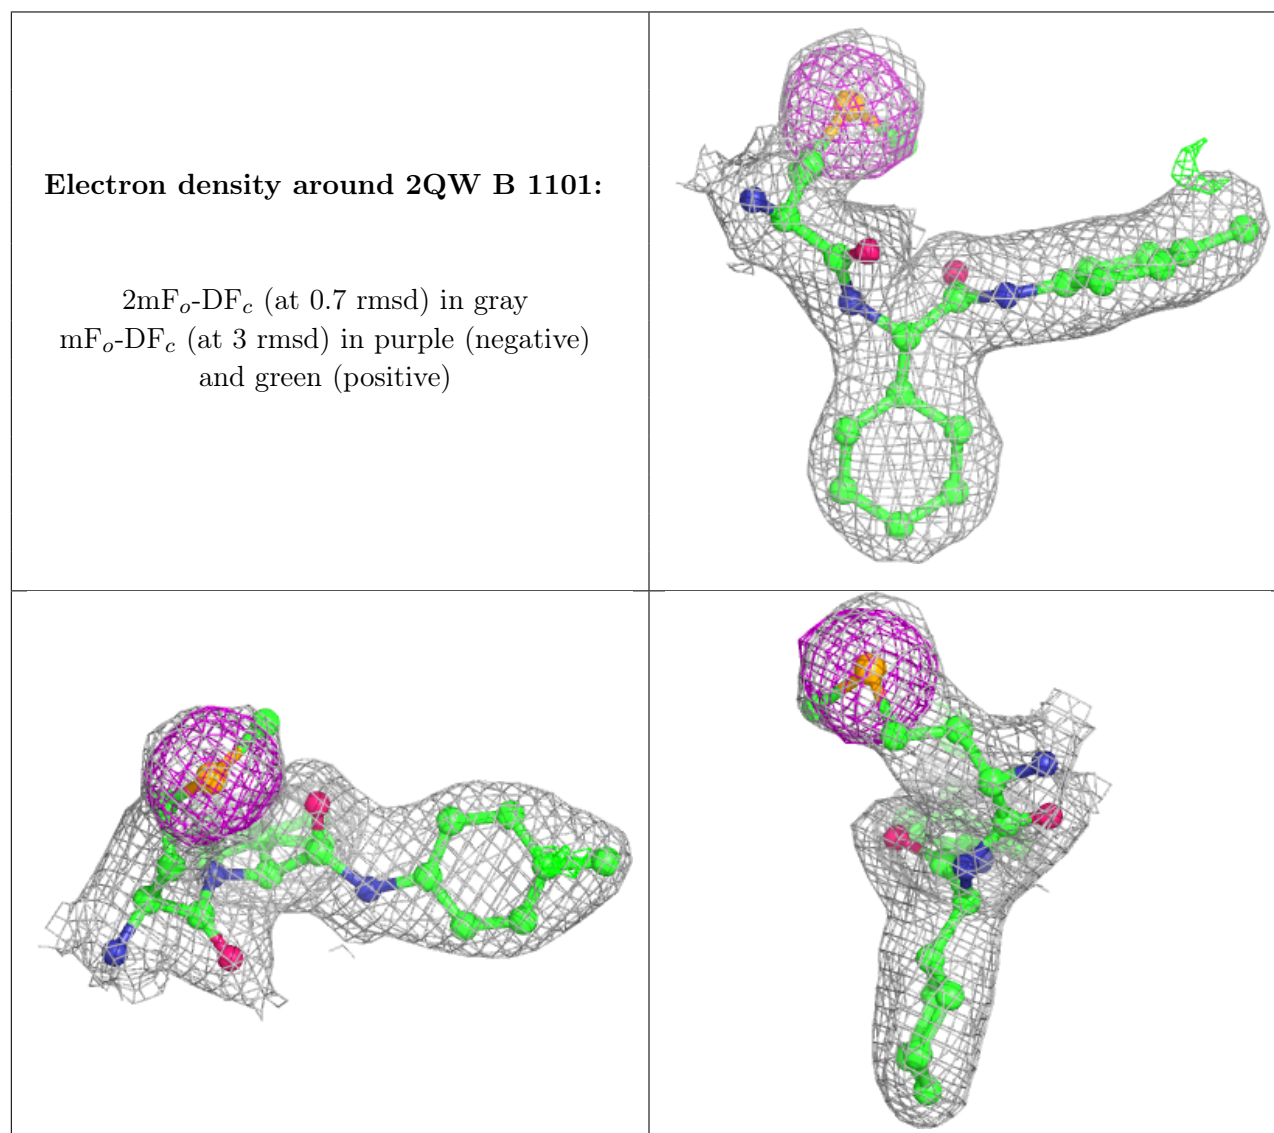 Electron density around 2QW B 1101:
2mFₒ-DF𝒸 (at 0.7 rmsd) in gray
mFₒ-DF𝒸 (at 3 rmsd) in purple (negative)
and green (positive)